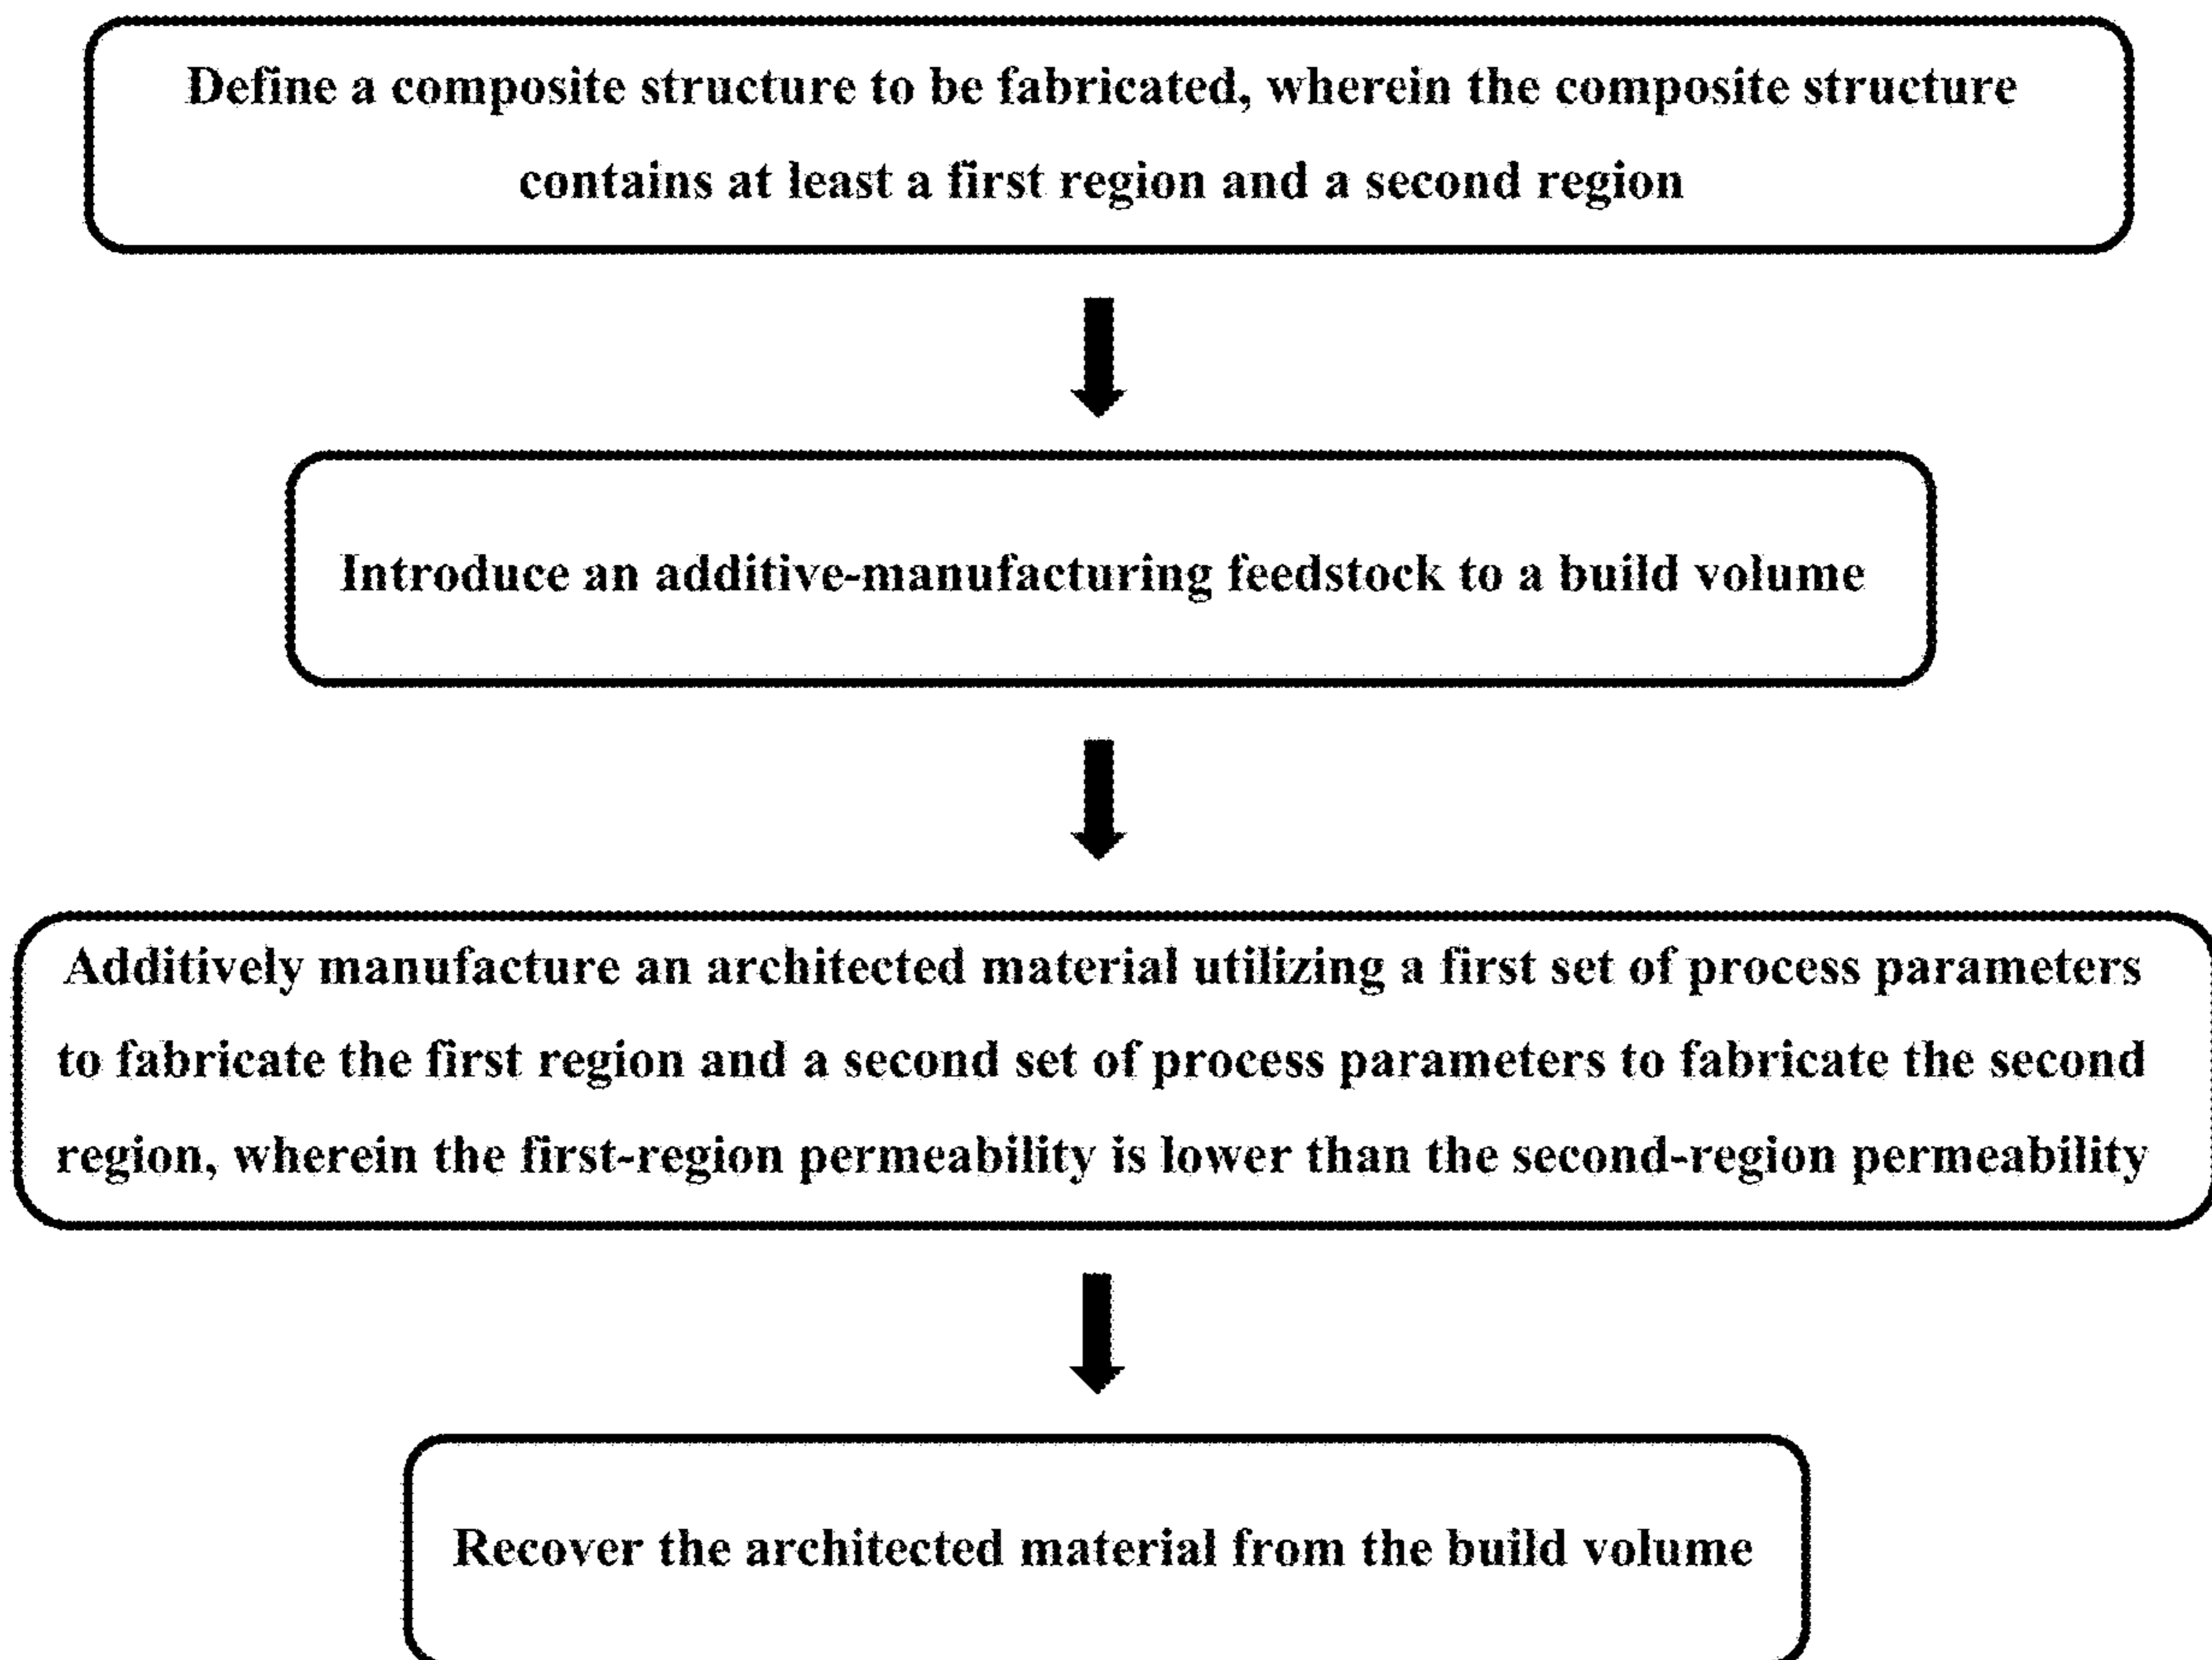 Define a composite structure to be fabricated, wherein the composite structure
contains at least a first region and a second region
Introduce an additive-manufacturing feedstock to a build volume
Additively manufacture an architected material utilizing a first set of process parameters
to fabricate the first region and a second set of process parameters to fabricate the second
region, wherein the first-region permeability is lower than the second-region permeability
Recover the architected material from the build volume